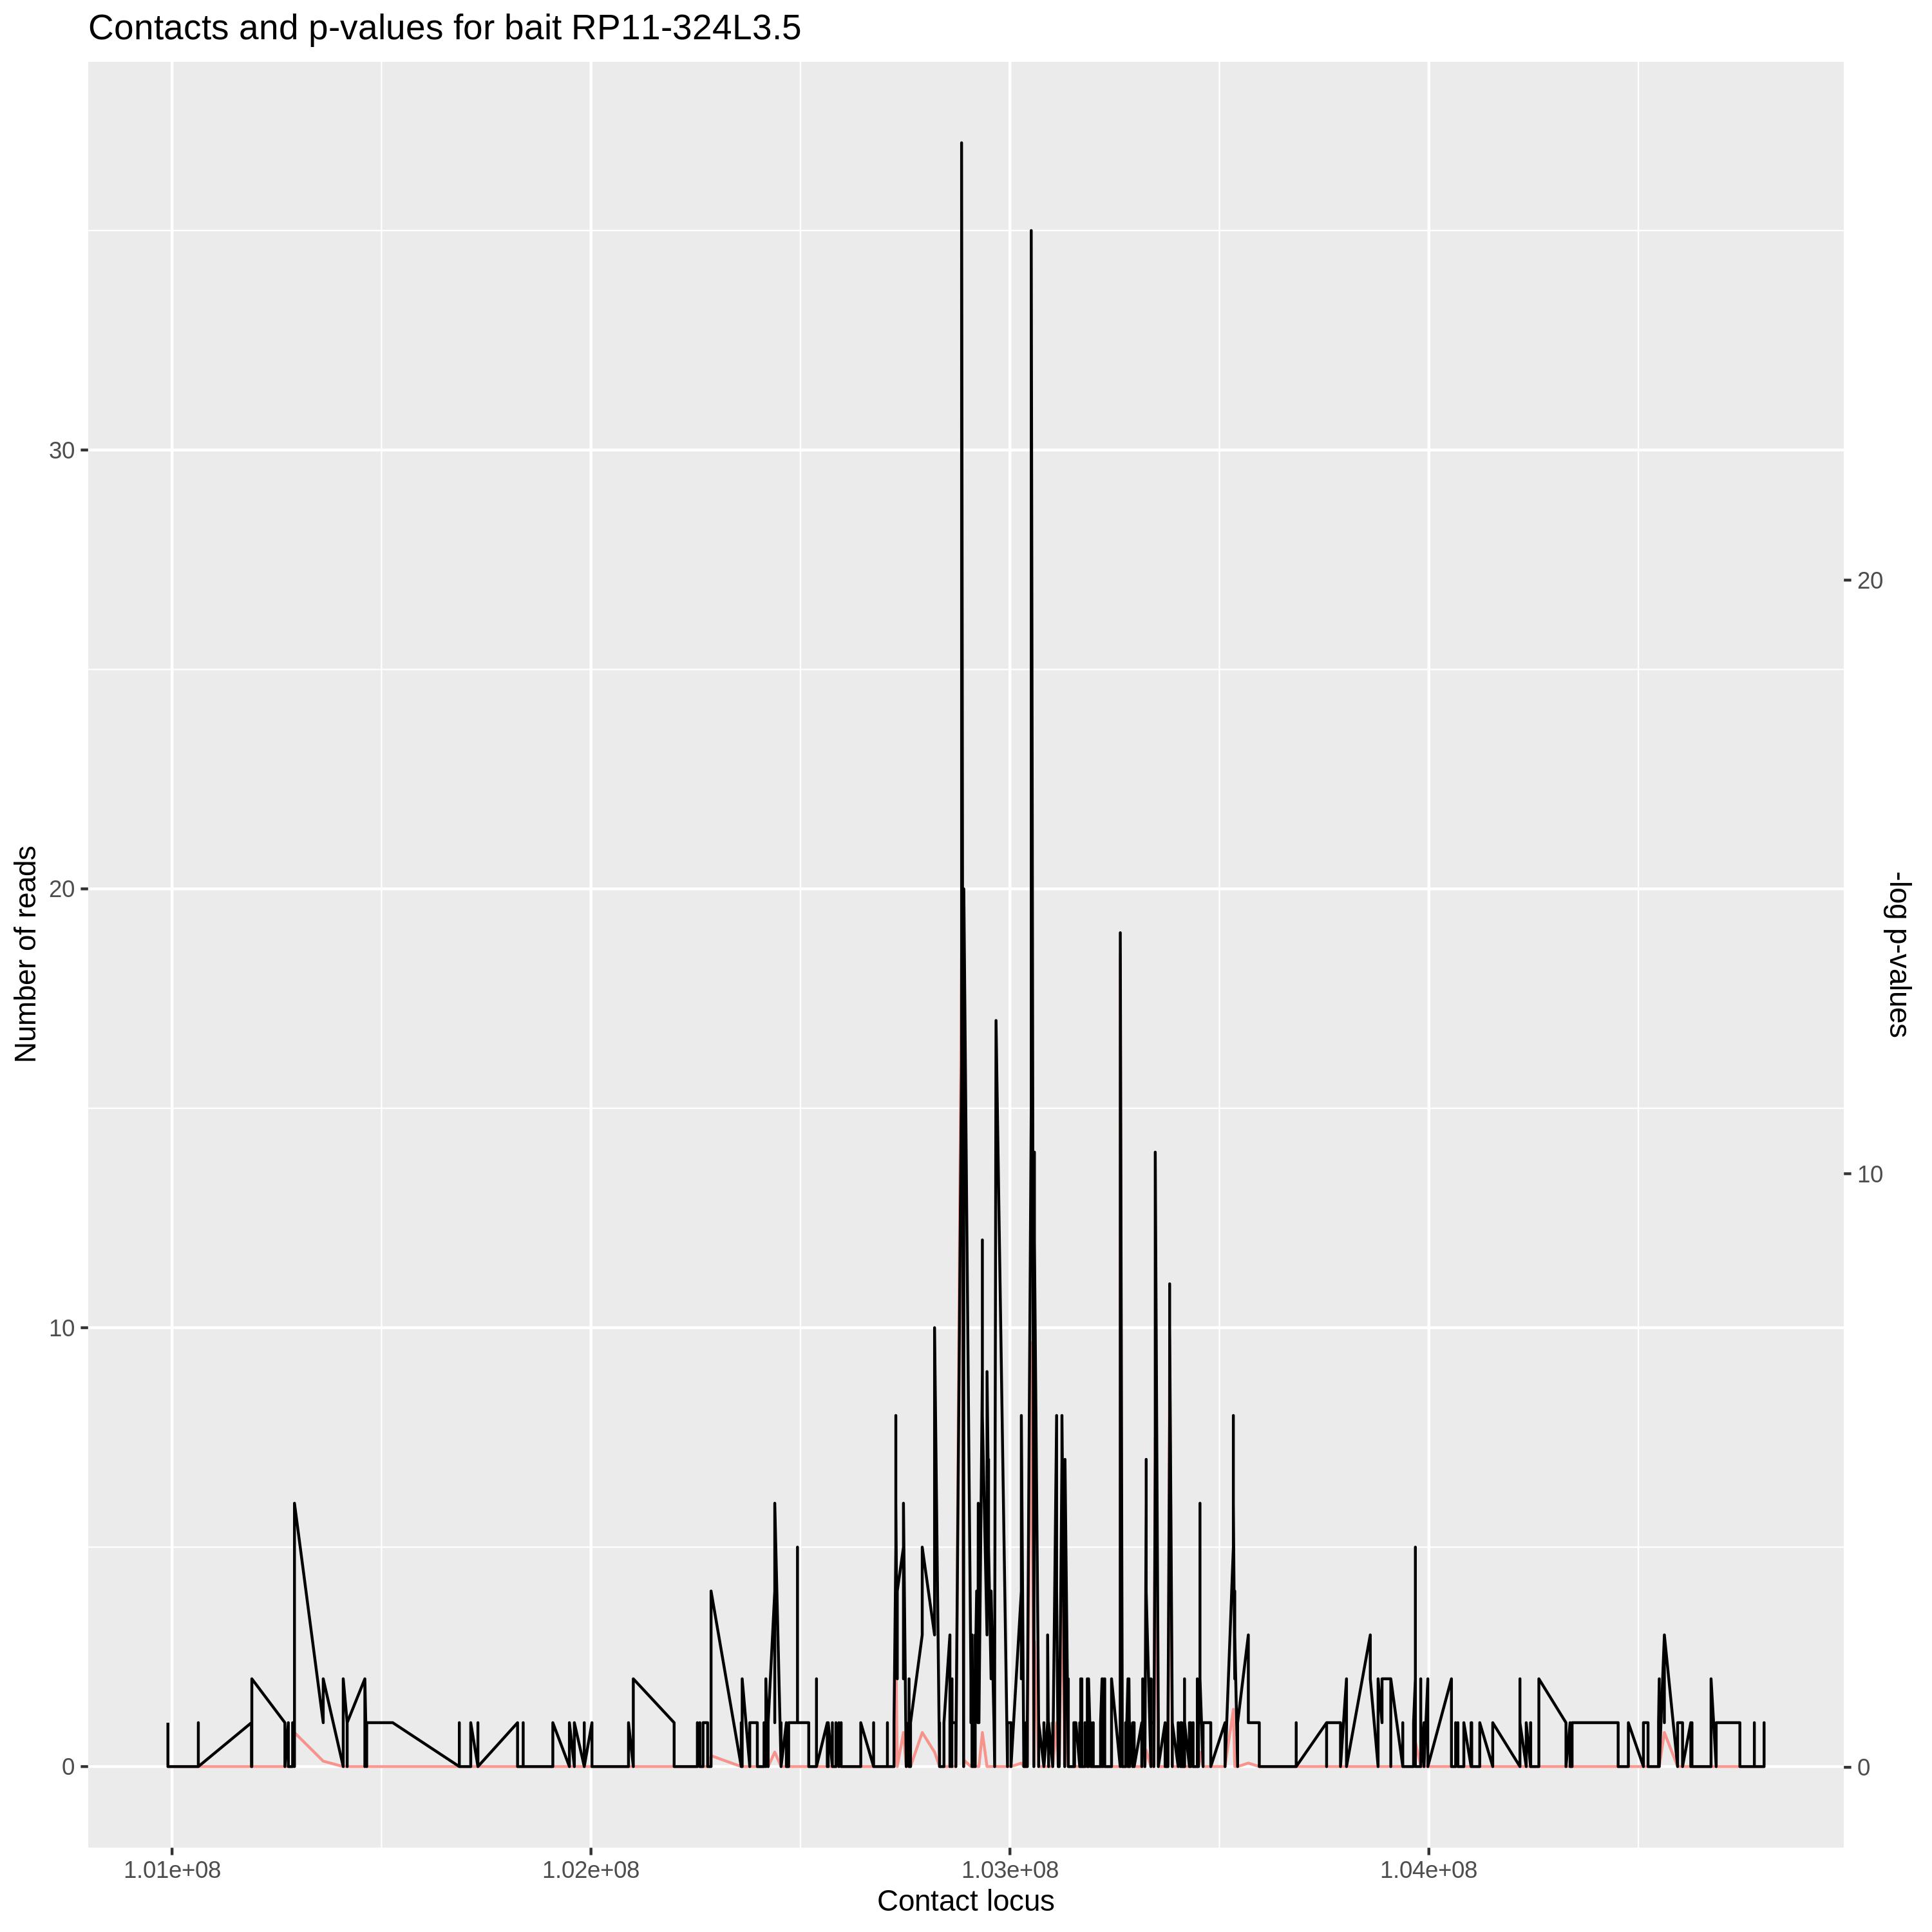 Contacts and p-values for bait RP11-324L3.5
30
20
10
0
Number of reads
20
10
0
-log p-values
1.01e+08 1.02e+08 1.03e+08 1.04e+08
Contact locus